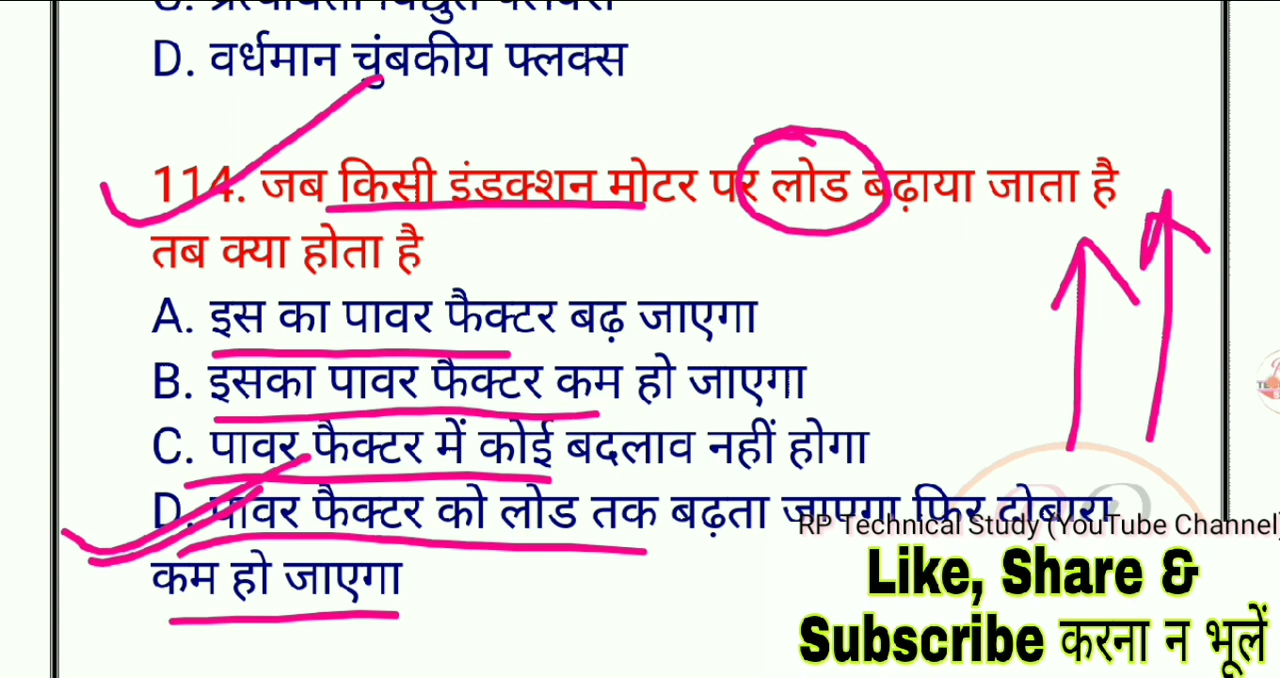 D. वर्धमान चुंबकीय फ्लक्स
114. जब किसी इंडक्शन मोटर पर लोड बढ़ाया जाता है
तब क्या होता है
A. इस का पावर फैक्टर बढ़ जाएगा
B. इसका पावर फैक्टर कम हो जाएगा
C. पावर फैक्टर में कोई बदलाव नहीं होगा
D. पावर फैक्टर को लोड तक बढ़ता जाएगा फिर दोबारा
कम हो जाएगा
RP Technical Study (YouTube Channel)
Like, Share &
Subscribe करना न भूलें